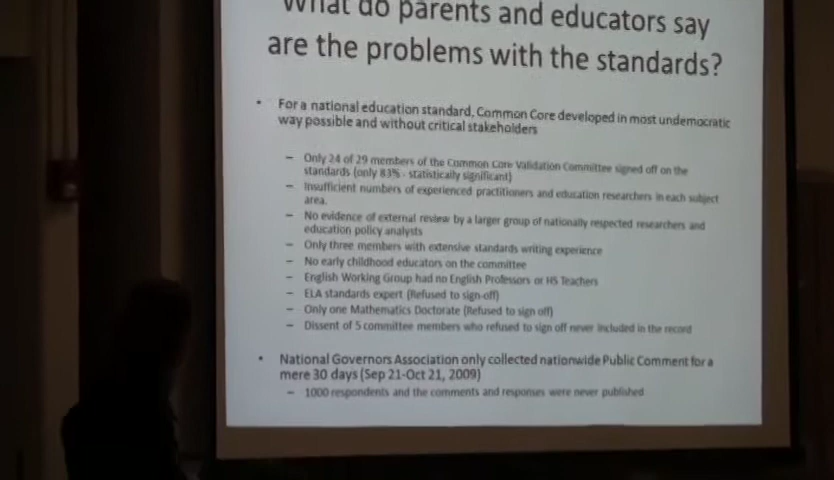 What do parents and educators say
are the problems with the standards?
• For a national education standard, Common Core developed in most undemocratic
way possible and without critical stakeholders
– Only 24 of 29 members of the Common Core Validation Committee signed off on the
standards (only 83% - statistically significant)
– Insufficient numbers of experienced practitioners and education researchers in each subject
area.
– No evidence of external review by a larger group of nationally respected researchers and
education policy analysts
– Only three members with extensive standards writing experience
– No early childhood educators on the committee
– English Working Group had no English Professors or HS Teachers
– ELA standards expert (Refused to sign-off)
– Only one Mathematics Doctorate (Refused to sign off)
– Dissent of 5 committee members who refused to sign off never included in the record
• National Governors Association only collected nationwide Public Comment for a
mere 30 days (Sep 21-Oct 21, 2009)
– 1000 respondents and the comments and responses were never published